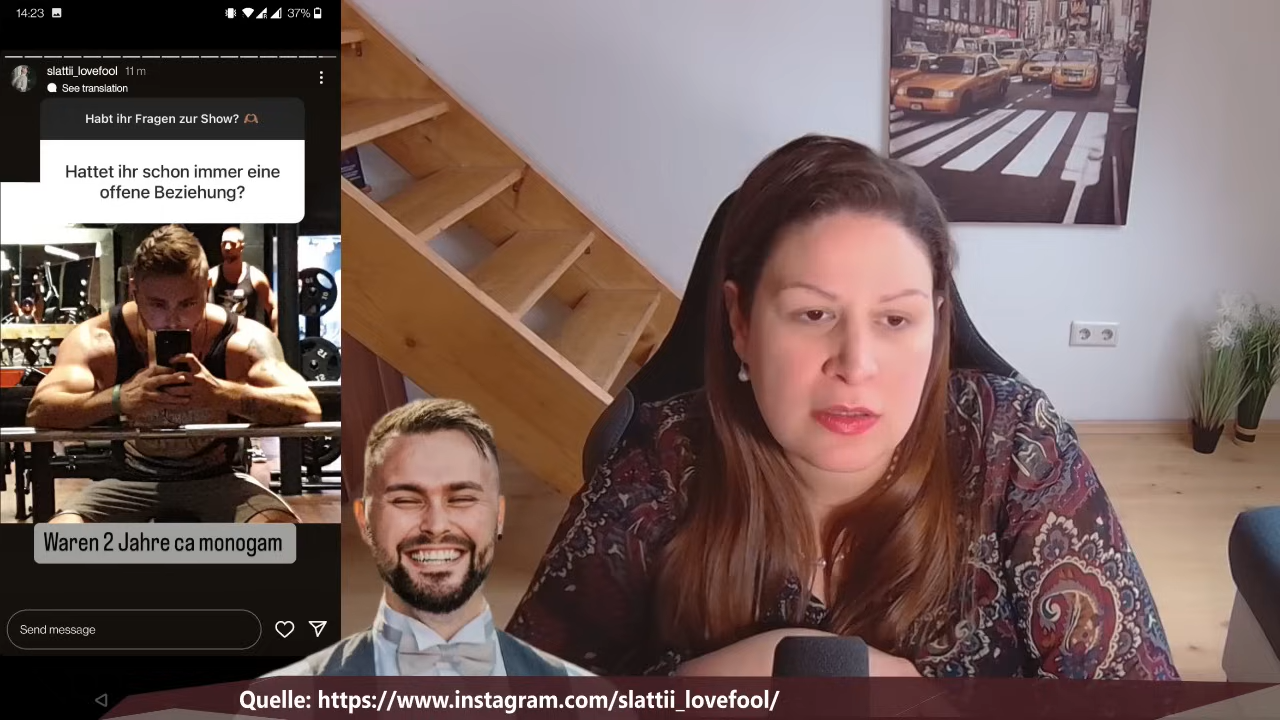 14:23
37%
slattii_lovefool 11 m
See translation
Habt ihr Fragen zur Show? 🫶🏽
Hattet ihr schon immer eine
offene Beziehung?
Waren 2 Jahre ca monogam
Send message
Quelle: https://www.instagram.com/slattii_lovefool/